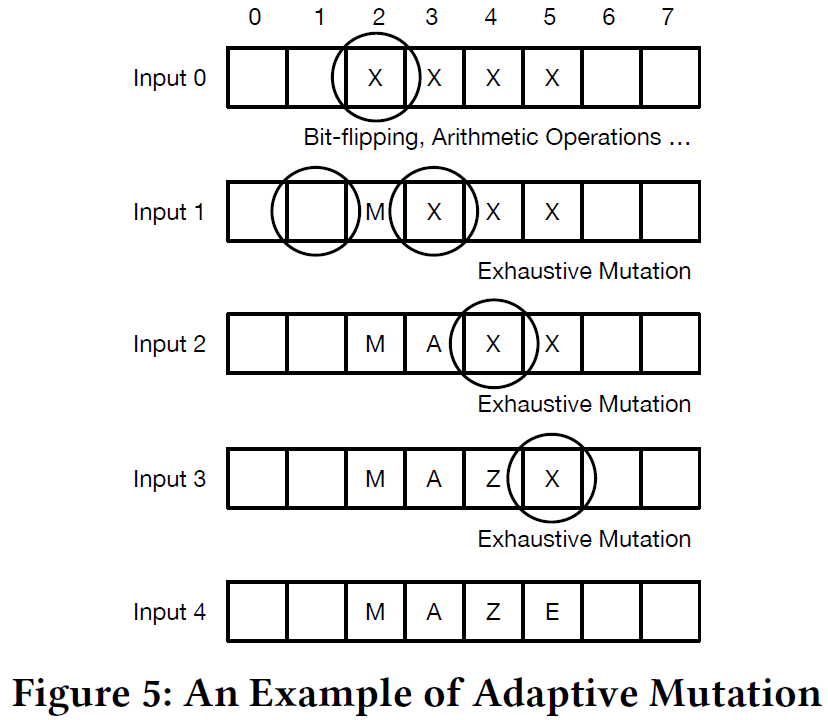 0 1 2 3 4 5 6 7
Input 0 X X X X
Bit-flipping, Arithmetic Operations ...
Input 1 M X X X
Exhaustive Mutation
Input 2 M A X X
Exhaustive Mutation
Input 3 M A Z X
Exhaustive Mutation
Input 4 M A Z E
Figure 5: An Example of Adaptive Mutation